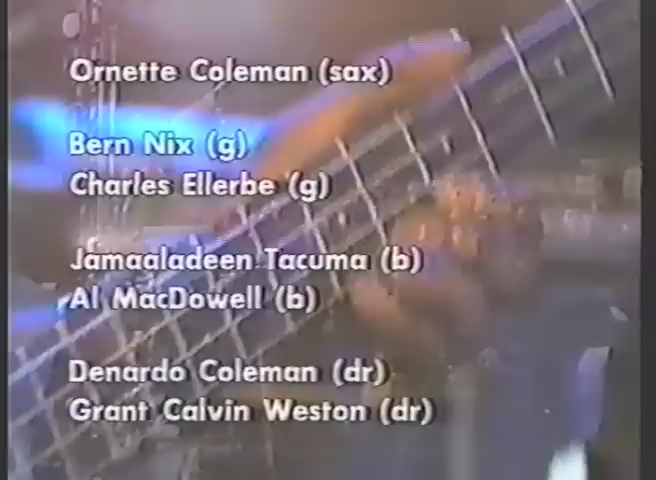 Ornette Coleman (sax)
Bern Nix (g)
Charles Ellerbe (g)
Jamaaladeen Tacuma (b)
Al MacDowell (b)
Denardo Coleman (dr)
Grant Calvin Weston (dr)